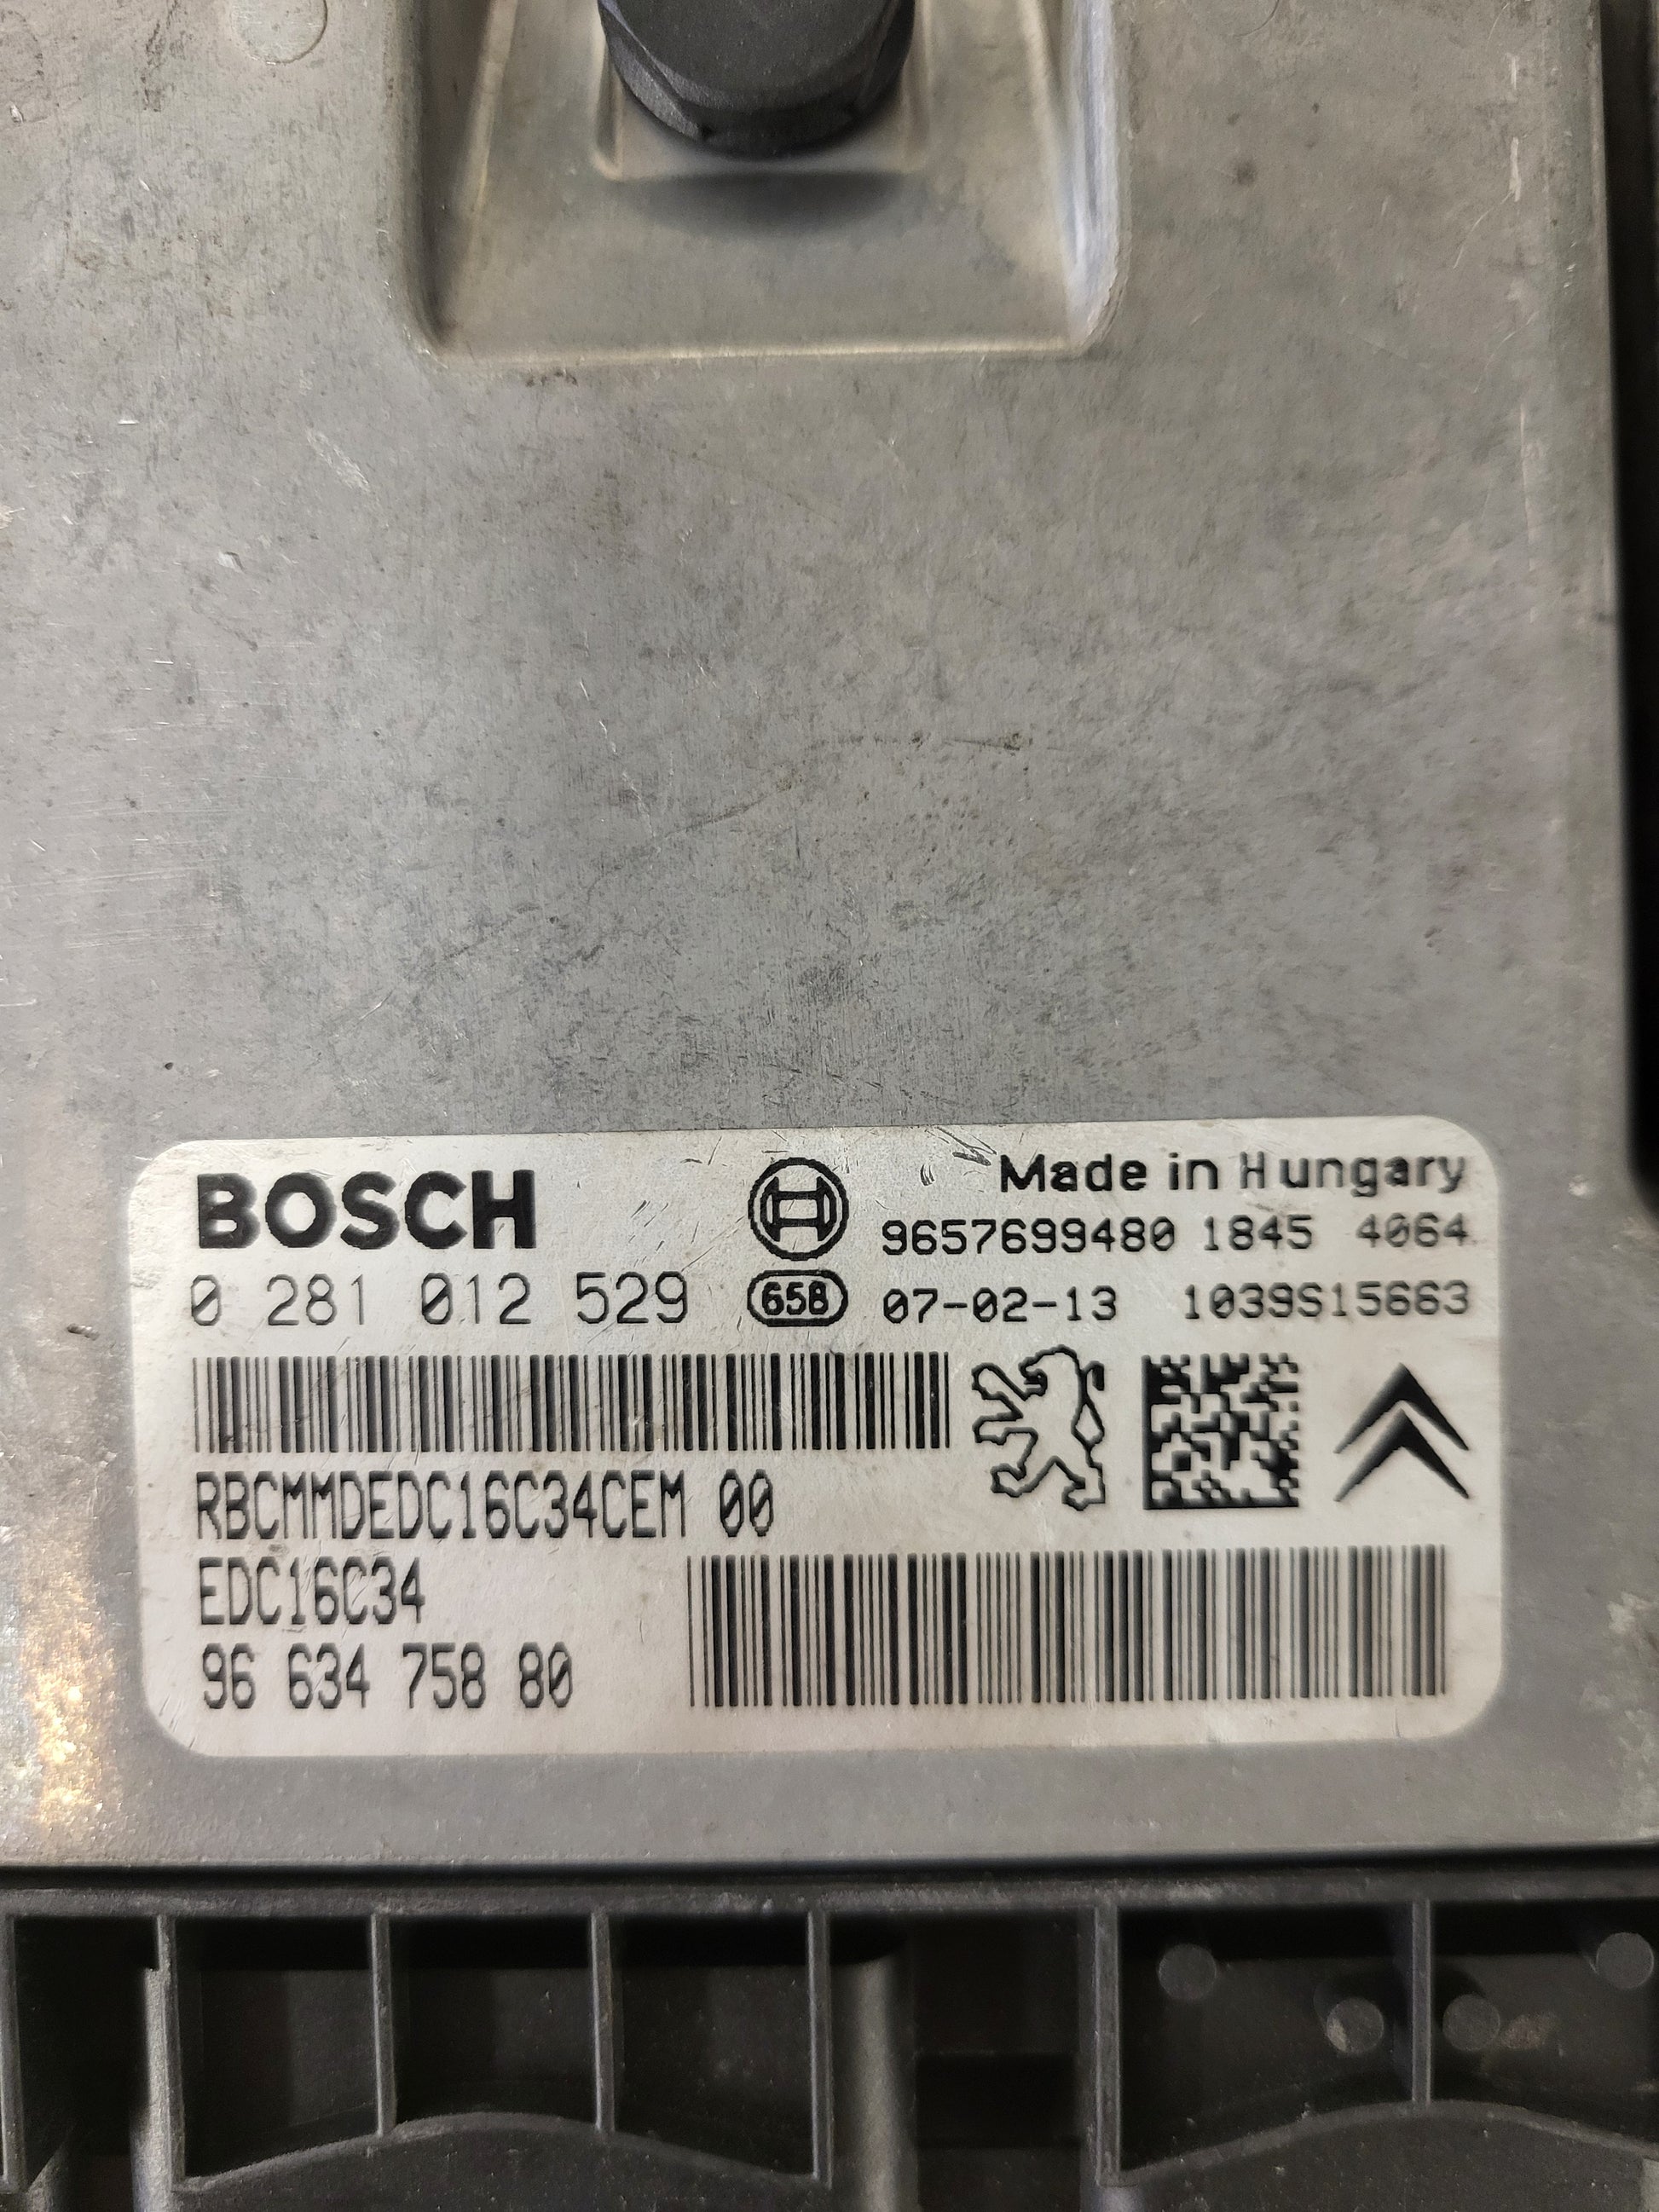 BOSCH
Made in Hungary
9657699480 1845 4064
0 281 012 529
658
07-02-13 1039S15663
RBCMMDEDC16C34CEM 00
EDC16C34
96 634 758 80